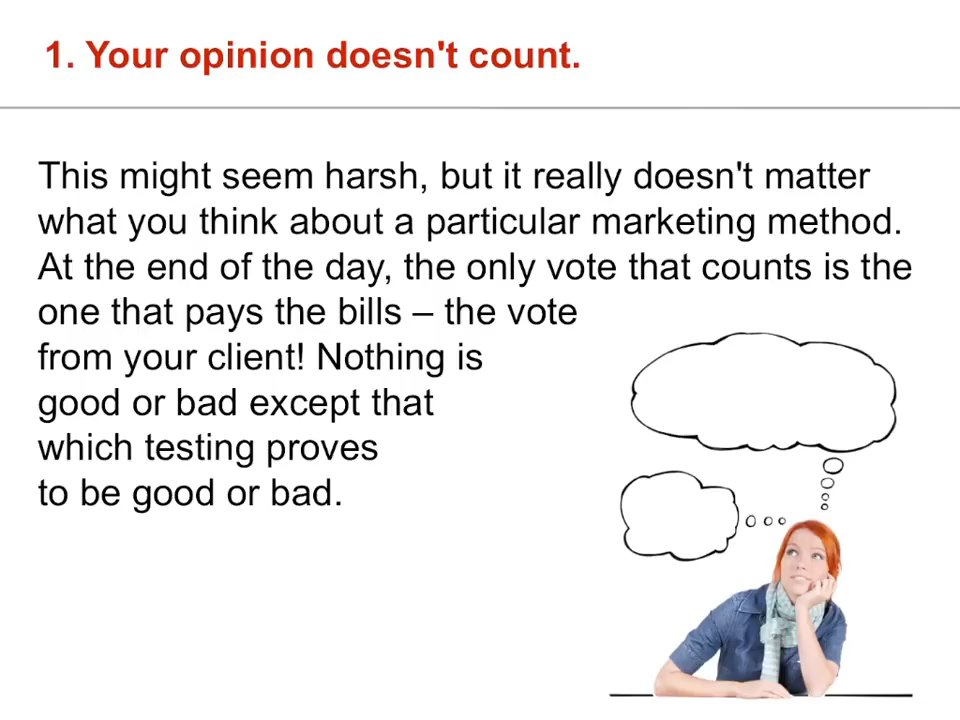 1. Your opinion doesn't count.
This might seem harsh, but it really doesn't matter
what you think about a particular marketing method.
At the end of the day, the only vote that counts is the
one that pays the bills – the vote
from your client! Nothing is
good or bad except that
which testing proves
to be good or bad.